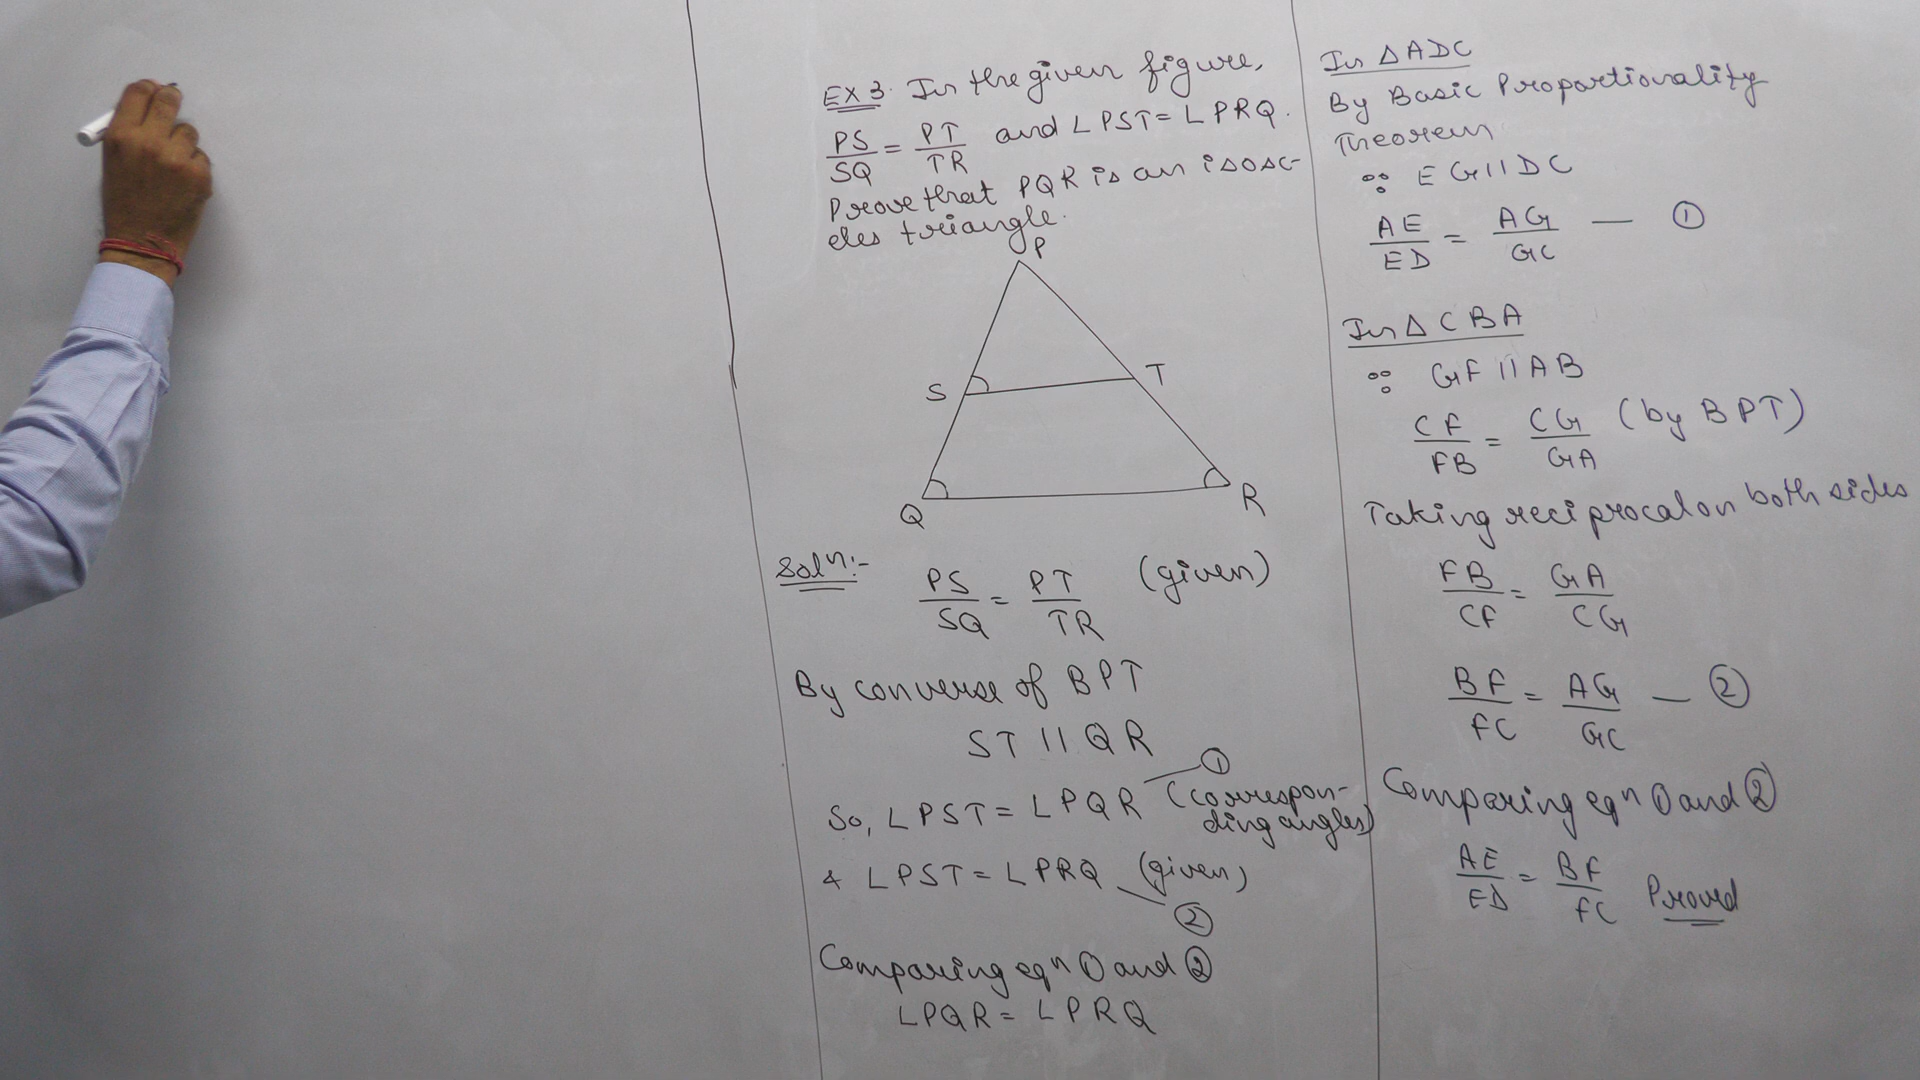 EX 3. In the given figure,
PS/SQ = PT/TR and ∠PST = ∠PRQ.
Prove that PQR is an isosc-
eles triangle.
P
S
T
Q
R
Solⁿ:-
PS/SQ = PT/TR (given)
By converse of BPT
ST || QR
So, ∠PST = ∠PQR — ① (correspon-
ding angles)
& ∠PST = ∠PRQ (given)
— ②
Comparing eqⁿ ① and ②
∠PQR = ∠PRQ
In △ADC
By Basic Proportionality
Theorem
∵ EG || DC
AE/ED = AG/GC — ①
In △CBA
∵ GF || AB
CF/FB = CG/GA (by BPT)
Taking reciprocal on both sides
FB/CF = GA/CG
BF/FC = AG/GC — ②
Comparing eqⁿ ① and ②
AE/ED = BF/FC Proved